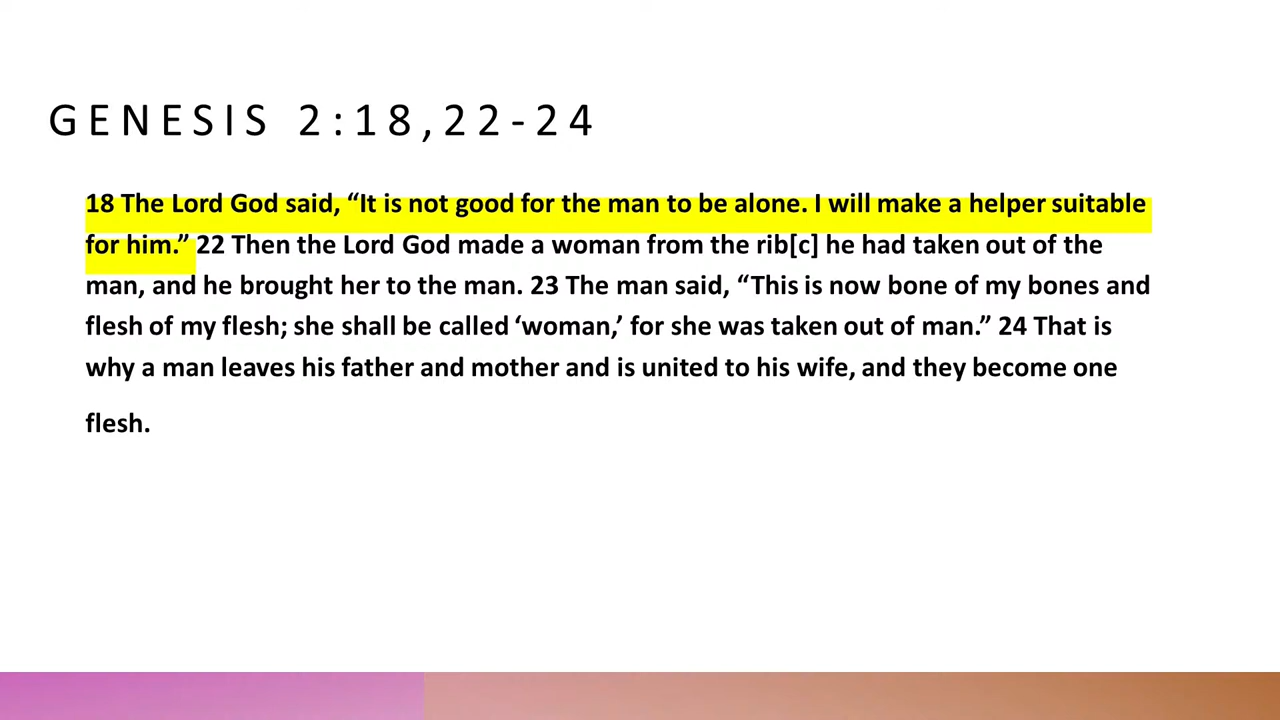 GENESIS 2:18,22-24
18 The Lord God said, “It is not good for the man to be alone. I will make a helper suitable
for him.” 22 Then the Lord God made a woman from the rib[c] he had taken out of the
man, and he brought her to the man. 23 The man said, “This is now bone of my bones and
flesh of my flesh; she shall be called ‘woman,’ for she was taken out of man.” 24 That is
why a man leaves his father and mother and is united to his wife, and they become one
flesh.